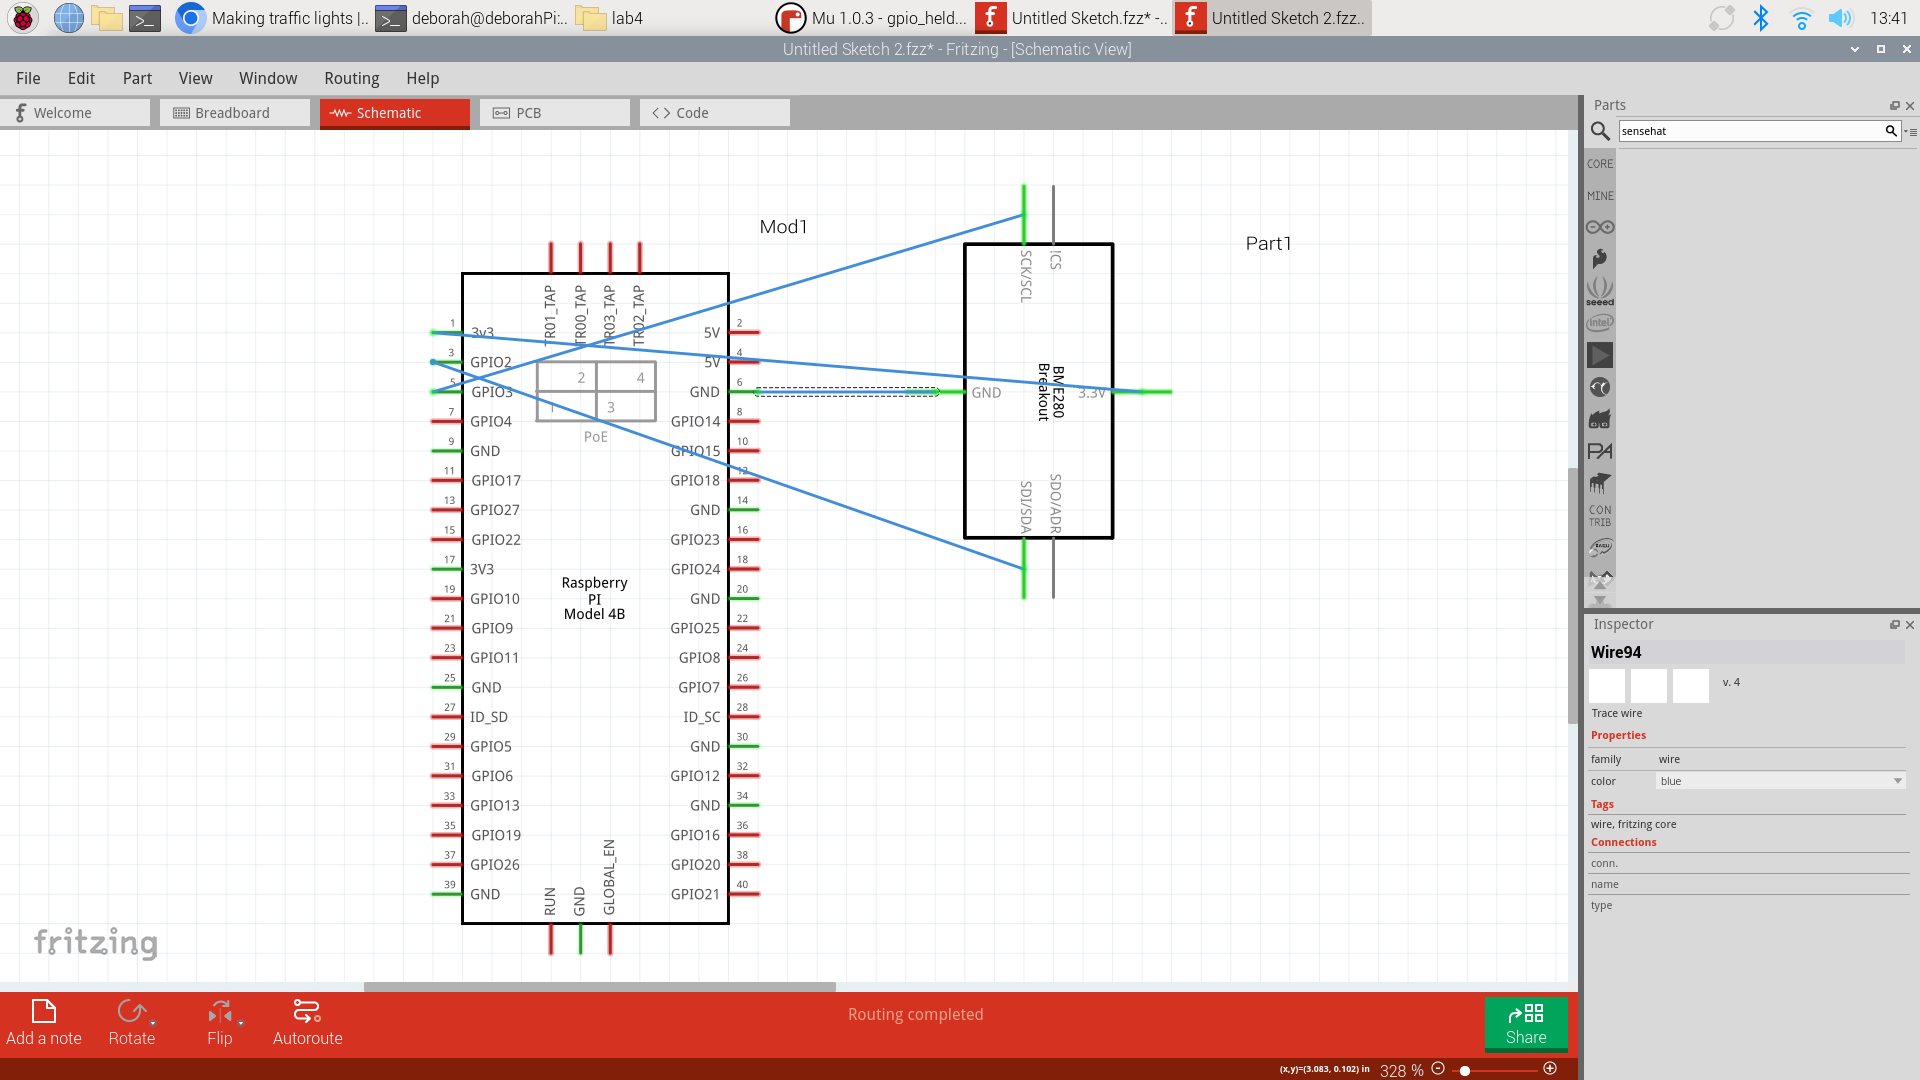 Making traffic lights |..
deborah@deborahPi:..
lab4
Mu 1.0.3 - gpio_held...
Untitled Sketch.fzz* -..
Untitled Sketch 2.fzz..
13:41
Untitled Sketch 2.fzz* - Fritzing - [Schematic View]
File Edit Part View Window Routing Help
Welcome
Breadboard
Schematic
PCB
Code
Mod1
Part1
TR01_TAP
TR00_TAP
TR03_TAP
TR02_TAP
1 3v3
3 GPIO2
5 GPIO3
7 GPIO4
9 GND
11 GPIO17
13 GPIO27
15 GPIO22
17 3V3
19 GPIO10
21 GPIO9
23 GPIO11
25 GND
27 ID_SD
29 GPIO5
31 GPIO6
33 GPIO13
35 GPIO19
37 GPIO26
39 GND
5V 2
5V 4
GND 6
GPIO14 8
GPIO15 10
GPIO18 12
GND 14
GPIO23 16
GPIO24 18
GND 20
GPIO25 22
GPIO8 24
GPIO7 26
ID_SC 28
GND 30
GPIO12 32
GND 34
GPIO16 36
GPIO20 38
GPIO21 40
2 4
1 3
PoE
Raspberry
PI
Model 4B
RUN
GND
GLOBAL_EN
SCK/SCL
!CS
GND
BME280
Breakout
3.3V
SDI/SDA
SDO/ADR
fritzing
Add a note
Rotate
Flip
Autoroute
Routing completed
Share
(x,y)=(3.083, 0.102) in
328 %
Parts
sensehat
CORE
MINE
seeed
intel
PA
CON
TRIB
Inspector
Wire94
v. 4
Trace wire
Properties
family wire
color blue
Tags
wire, fritzing core
Connections
conn.
name
type